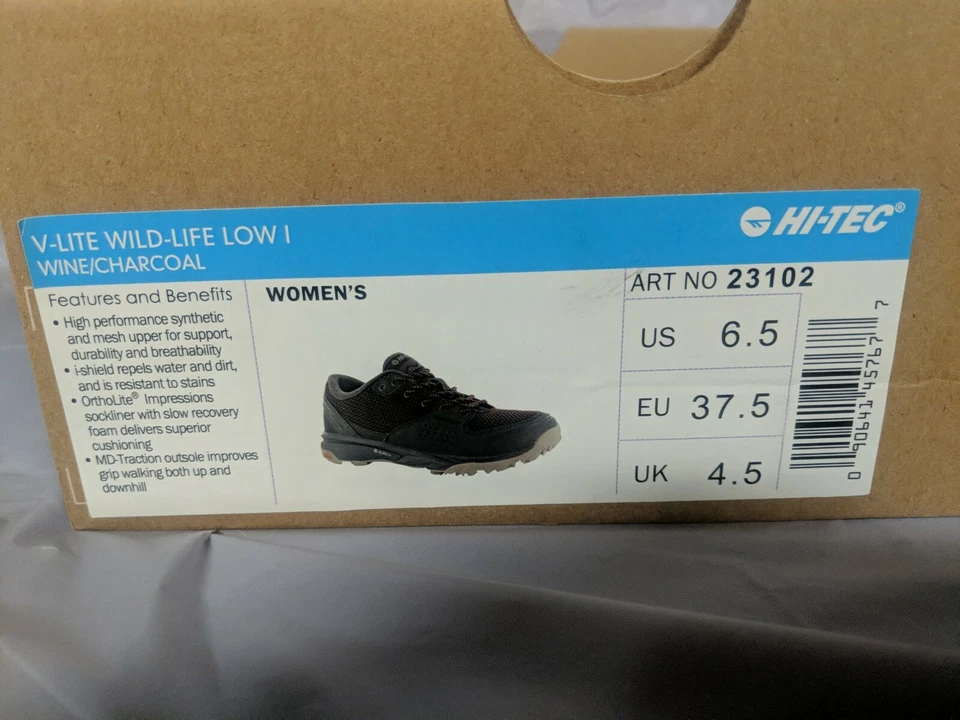 V-LITE WILD-LIFE LOW I
WINE/CHARCOAL
HI-TEC®
Features and Benefits
• High performance synthetic
and mesh upper for support,
durability and breathability
• i-shield repels water and dirt,
and is resistant to stains
• OrthoLite® Impressions
sockliner with slow recovery
foam delivers superior
cushioning
• MD-Traction outsole improves
grip walking both up and
downhill
WOMEN'S
ART NO 23102
US 6.5
EU 37.5
UK 4.5
0 90641 45767 7